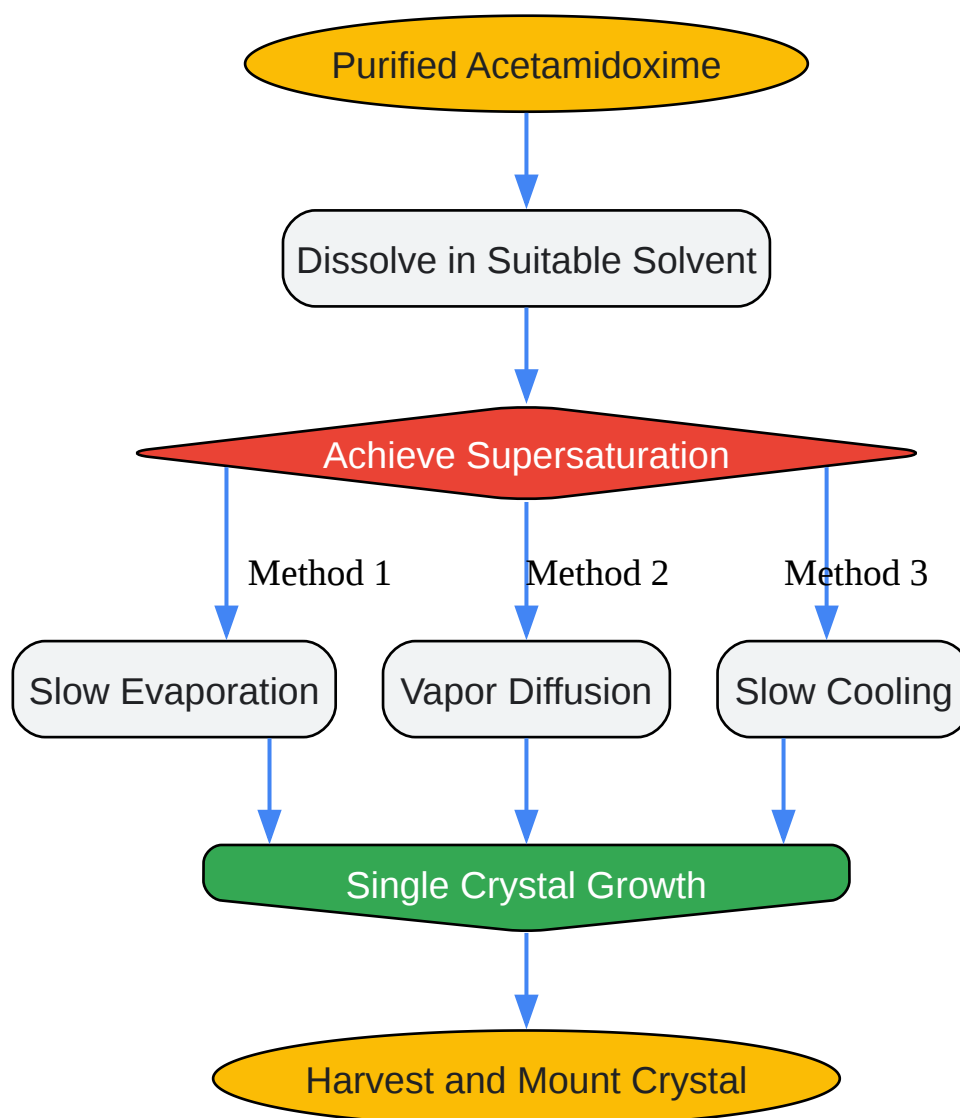 Purified Acetamidoxime
Dissolve in Suitable Solvent
Achieve Supersaturation
Method 1
Method 2
Method 3
Slow Evaporation
Vapor Diffusion
Slow Cooling
Single Crystal Growth
Harvest and Mount Crystal